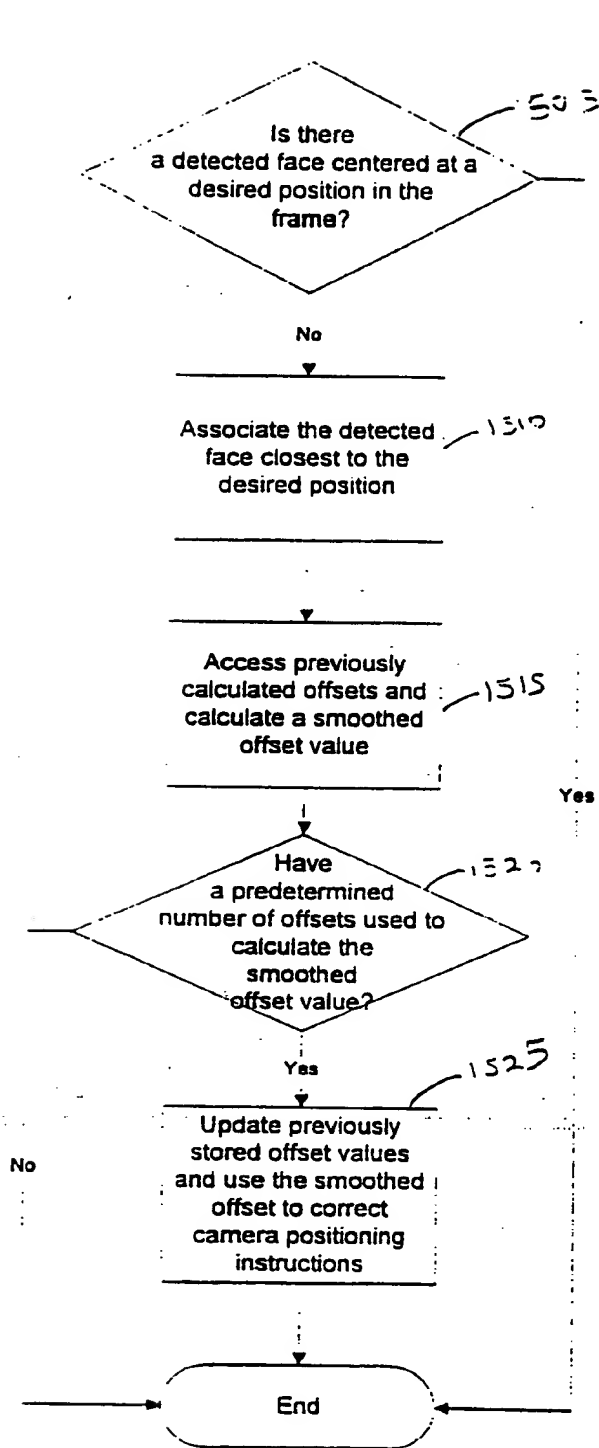 Is there
a detected face centered at a
desired position in the
frame?
No
Associate the detected
face closest to the
desired position
1310
Access previously
calculated offsets and
calculate a smoothed
offset value
1515
Yes
Have
a predetermined
number of offsets used to
calculate the
smoothed
offset value?
Yes
1525
Update previously
stored offset values
and use the smoothed
offset to correct
camera positioning
instructions
No
End